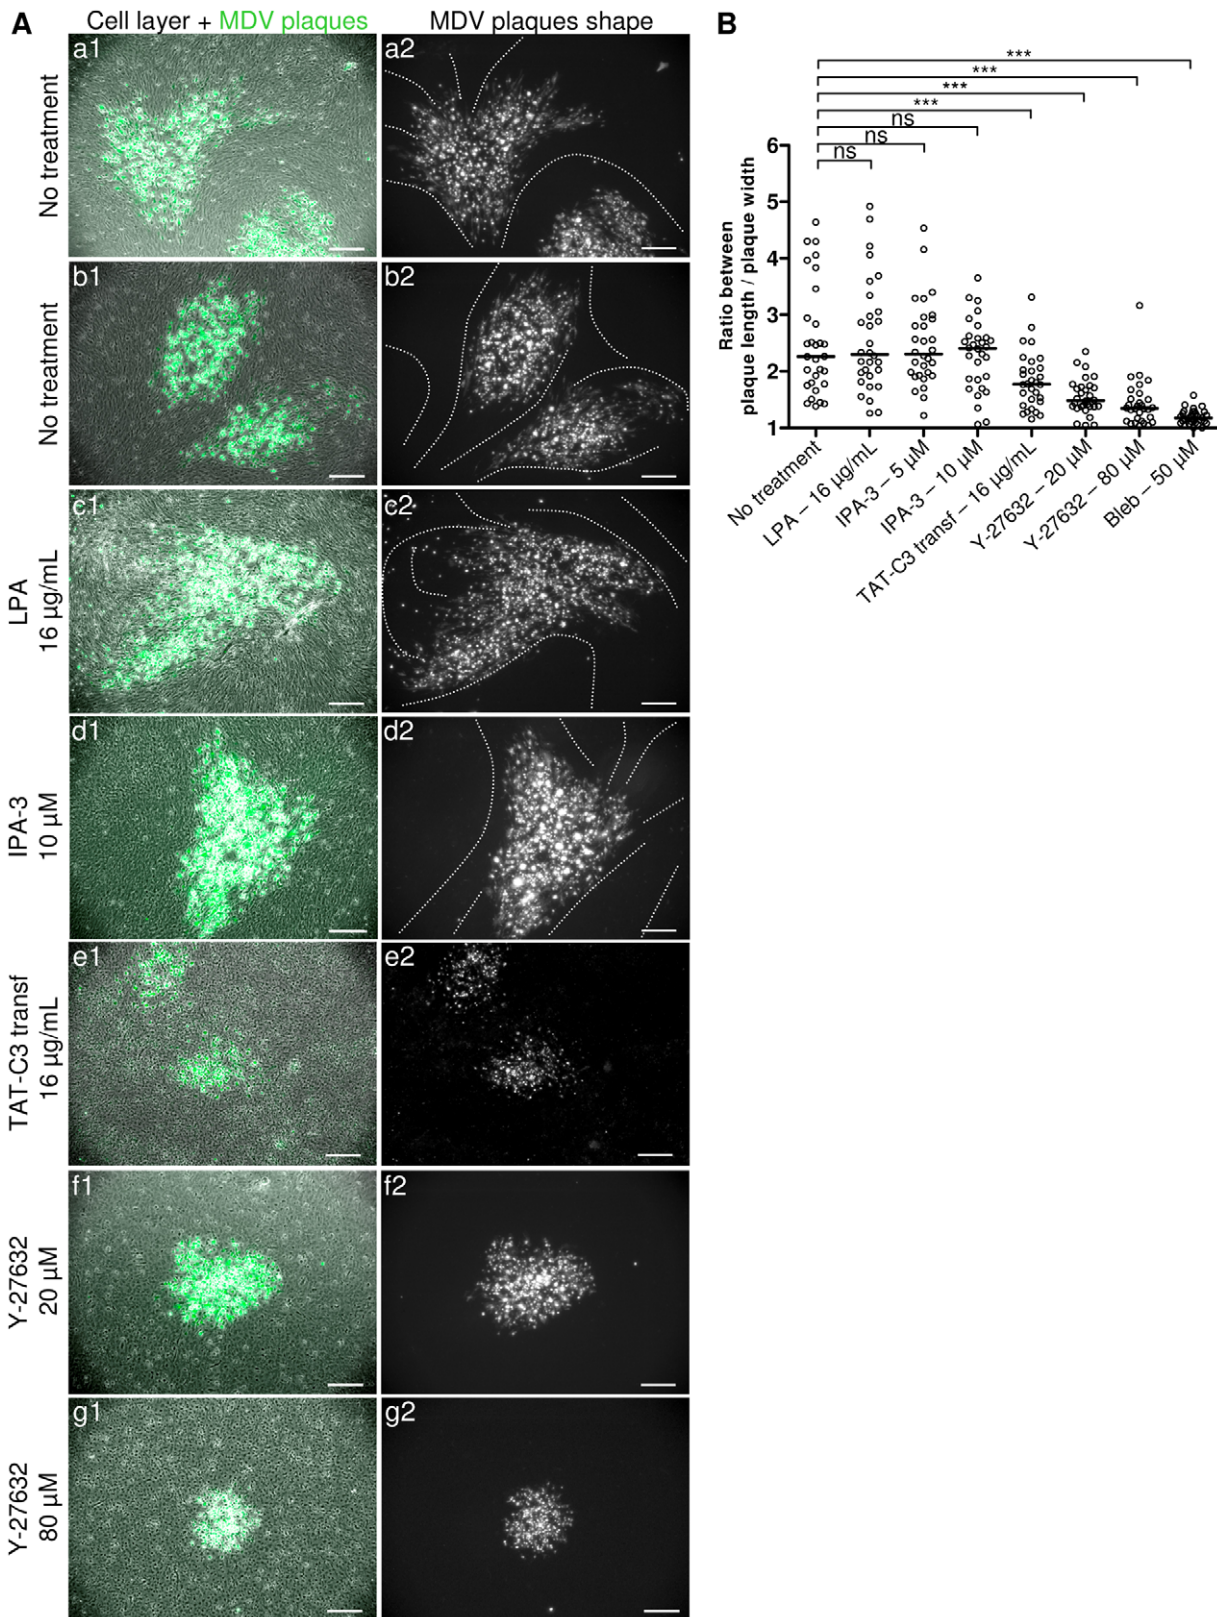 A
Cell layer + MDV plaques
MDV plaques shape
No treatment
a1
a2
No treatment
b1
b2
LPA
16 µg/mL
c1
c2
IPA-3
10 µM
d1
d2
TAT-C3 transf
16 µg/mL
e1
e2
Y-27632
20 µM
f1
f2
Y-27632
80 µM
g1
g2
B
***
***
***
***
ns
ns
ns
Ratio between
plaque length / plaque width
6
5
4
3
2
1
No treatment
LPA – 16 µg/mL
IPA-3 – 5 µM
IPA-3 – 10 µM
TAT-C3 transf – 16 µg/mL
Y-27632 – 20 µM
Y-27632 – 80 µM
Bleb – 50 µM